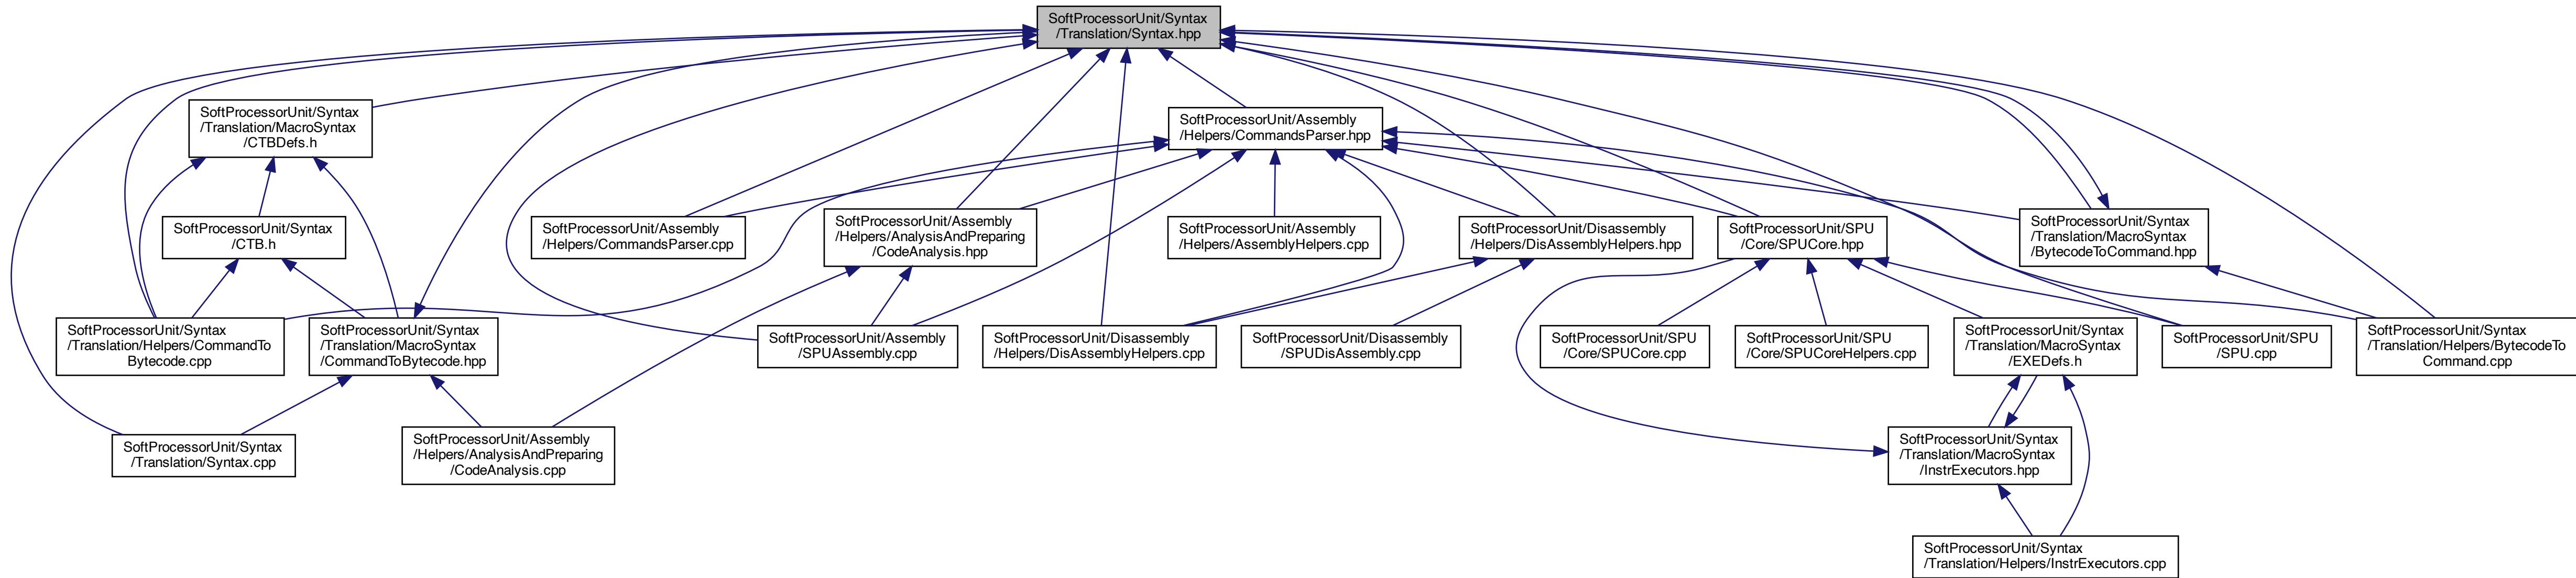 SoftProcessorUnit/Syntax
/Translation/Syntax.hpp
SoftProcessorUnit/Syntax
/Translation/MacroSyntax
/CTBDefs.h
SoftProcessorUnit/Assembly
/Helpers/CommandsParser.hpp
SoftProcessorUnit/Syntax
/CTB.h
SoftProcessorUnit/Assembly
/Helpers/CommandsParser.cpp
SoftProcessorUnit/Assembly
/Helpers/AnalysisAndPreparing
/CodeAnalysis.hpp
SoftProcessorUnit/Assembly
/Helpers/AssemblyHelpers.cpp
SoftProcessorUnit/Disassembly
/Helpers/DisAssemblyHelpers.hpp
SoftProcessorUnit/SPU
/Core/SPUCore.hpp
SoftProcessorUnit/Syntax
/Translation/MacroSyntax
/BytecodeToCommand.hpp
SoftProcessorUnit/Syntax
/Translation/Helpers/CommandTo
Bytecode.cpp
SoftProcessorUnit/Syntax
/Translation/MacroSyntax
/CommandToBytecode.hpp
SoftProcessorUnit/Assembly
/SPUAssembly.cpp
SoftProcessorUnit/Disassembly
/Helpers/DisAssemblyHelpers.cpp
SoftProcessorUnit/Disassembly
/SPUDisAssembly.cpp
SoftProcessorUnit/SPU
/Core/SPUCore.cpp
SoftProcessorUnit/SPU
/Core/SPUCoreHelpers.cpp
SoftProcessorUnit/Syntax
/Translation/MacroSyntax
/EXEDefs.h
SoftProcessorUnit/SPU
/SPU.cpp
SoftProcessorUnit/Syntax
/Translation/Helpers/BytecodeTo
Command.cpp
SoftProcessorUnit/Syntax
/Translation/Syntax.cpp
SoftProcessorUnit/Assembly
/Helpers/AnalysisAndPreparing
/CodeAnalysis.cpp
SoftProcessorUnit/Syntax
/Translation/MacroSyntax
/InstrExecutors.hpp
SoftProcessorUnit/Syntax
/Translation/Helpers/InstrExecutors.cpp